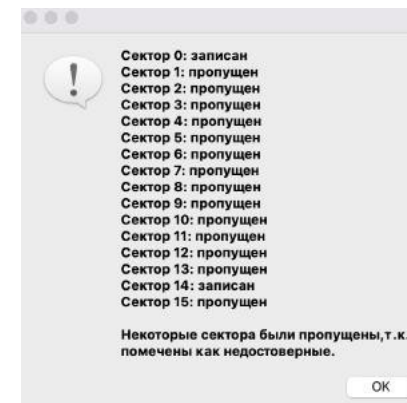 Сектор 0: записан
Сектор 1: пропущен
Сектор 2: пропущен
Сектор 3: пропущен
Сектор 4: пропущен
Сектор 5: пропущен
Сектор 6: пропущен
Сектор 7: пропущен
Сектор 8: пропущен
Сектор 9: пропущен
Сектор 10: пропущен
Сектор 11: пропущен
Сектор 12: пропущен
Сектор 13: пропущен
Сектор 14: записан
Сектор 15: пропущен
Некоторые сектора были пропущены,т.к.
помечены как недостоверные.
OK